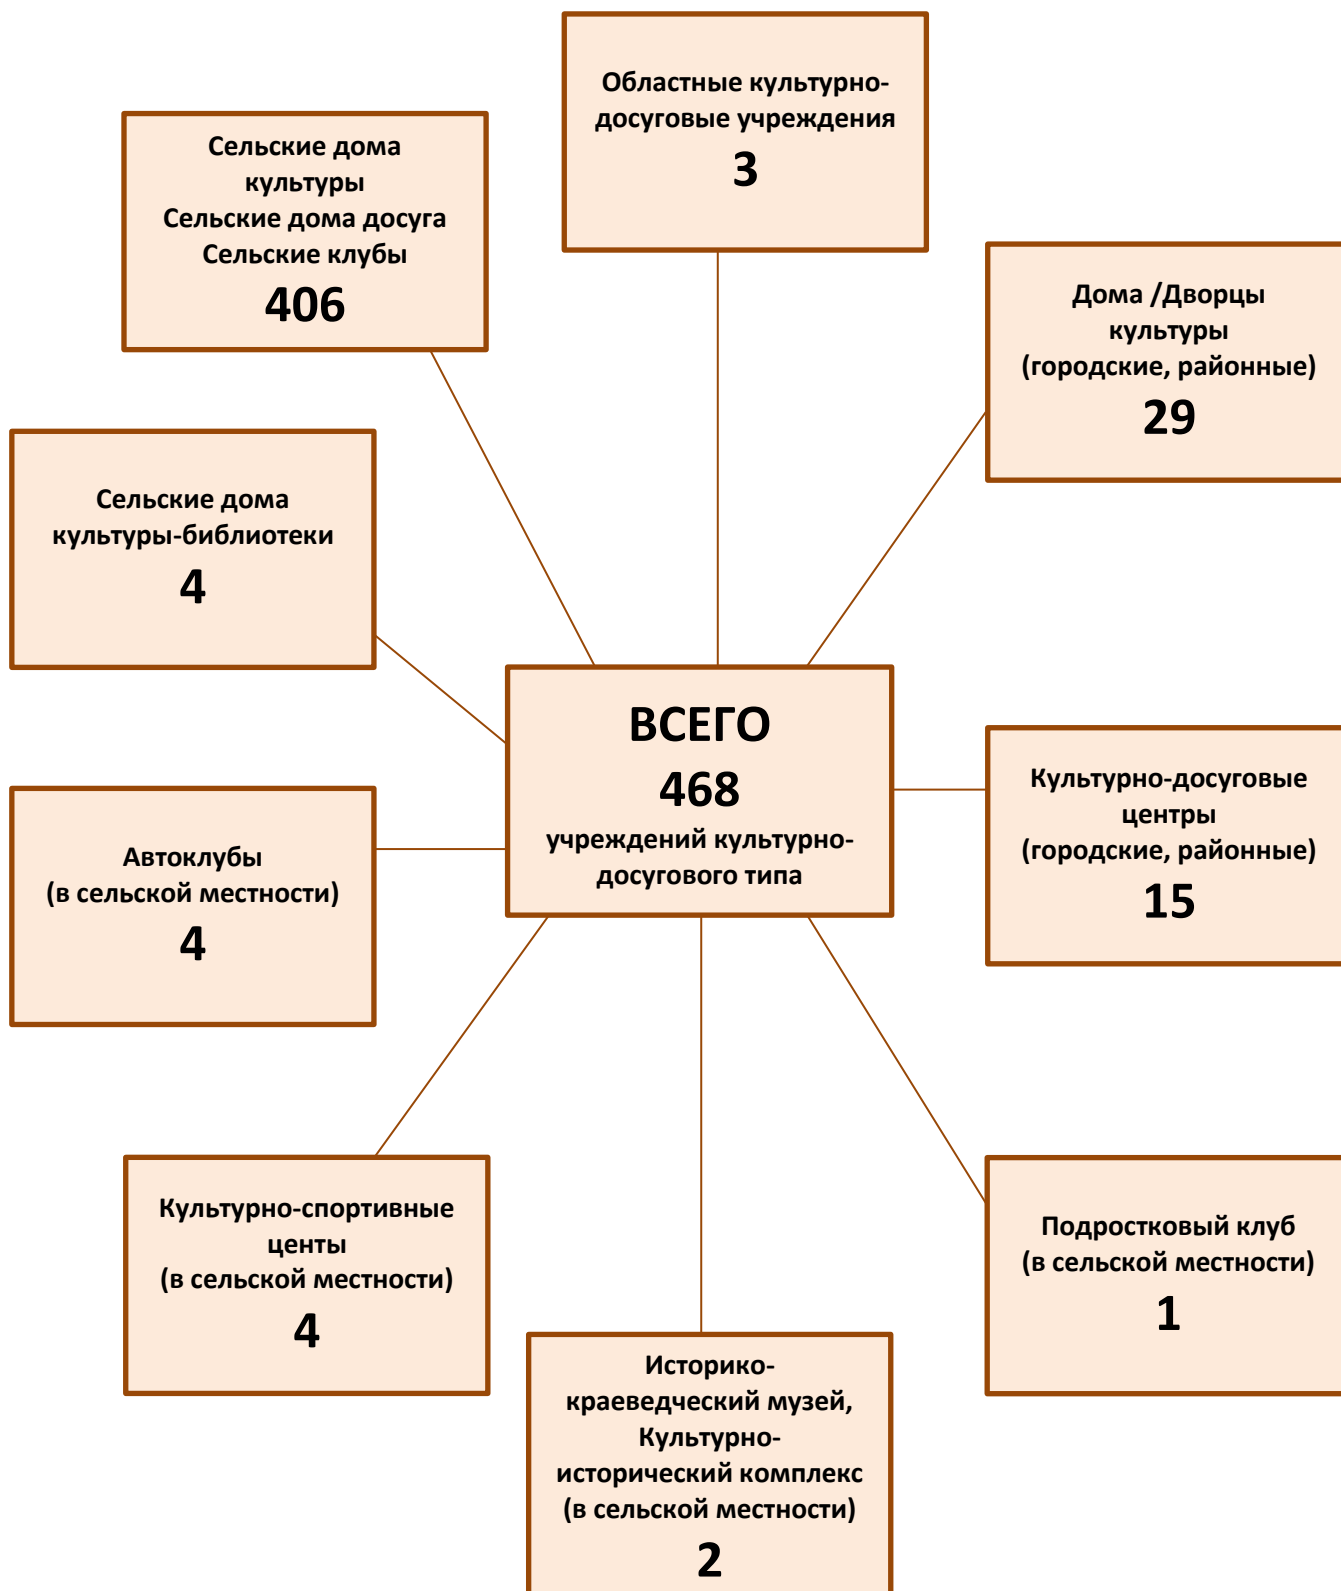 Областные культурно-
досуговые учреждения
3
Сельские дома
культуры
Сельские дома досуга
Сельские клубы
406
Дома /Дворцы
культуры
(городские, районные)
29
Сельские дома
культуры-библиотеки
4
ВСЕГО
468
учреждений культурно-
досугового типа
Культурно-досуговые
центры
(городские, районные)
15
Автоклубы
(в сельской местности)
4
Культурно-спортивные
центы
(в сельской местности)
4
Подростковый клуб
(в сельской местности)
1
Историко-
краеведческий музей,
Культурно-
исторический комплекс
(в сельской местности)
2